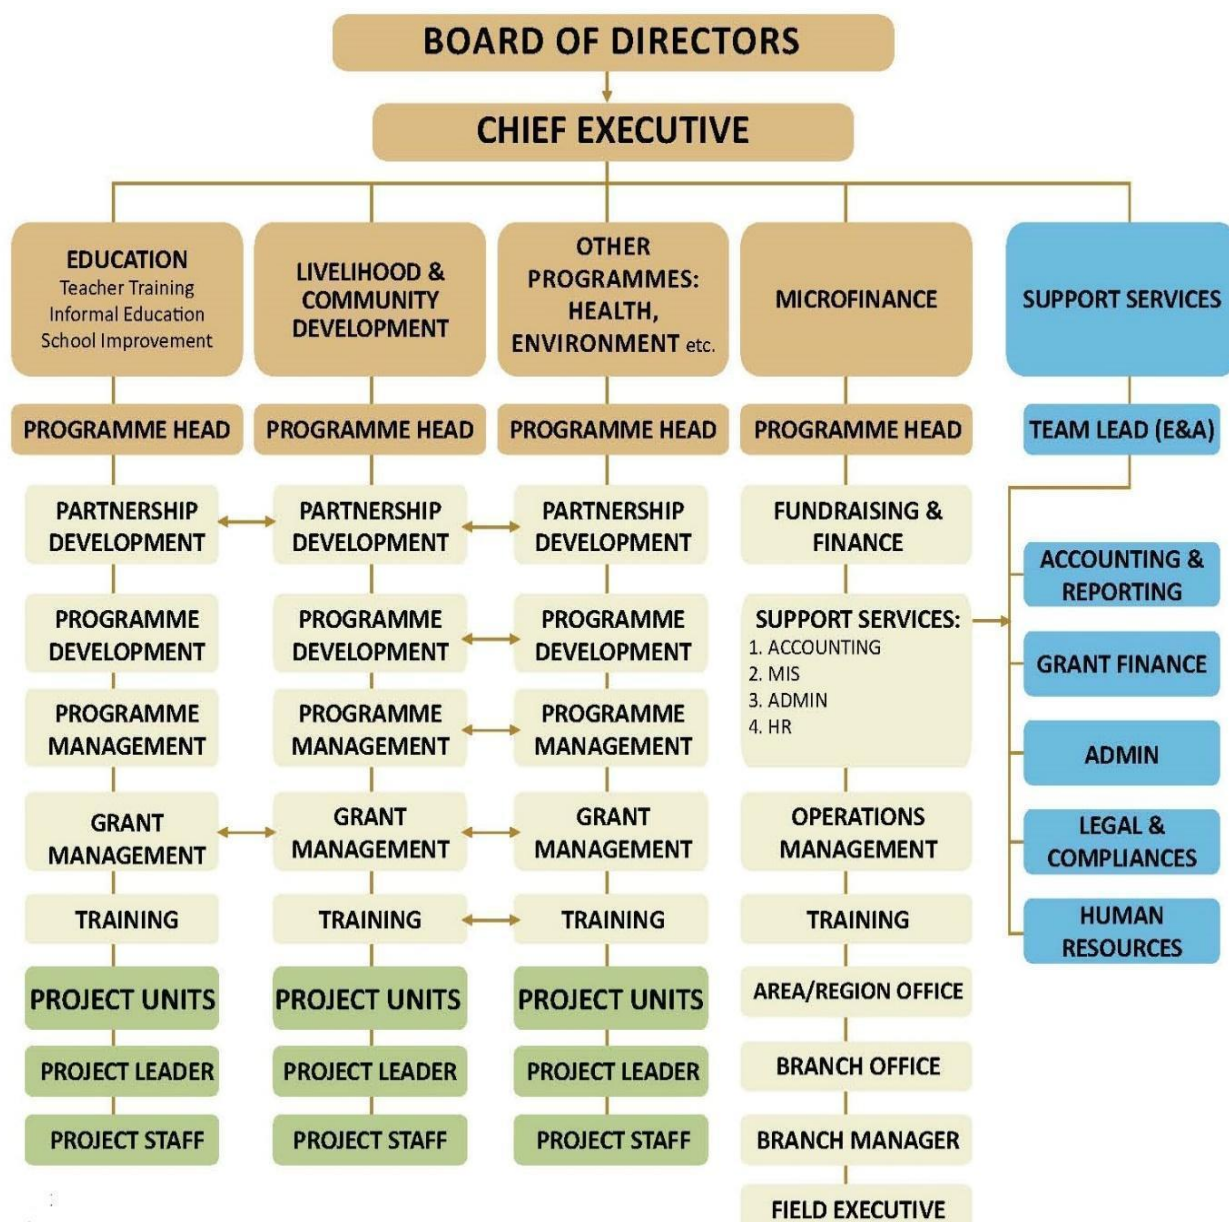 BOARD OF DIRECTORS
CHIEF EXECUTIVE
EDUCATION
Teacher Training
Informal Education
School Improvement
LIVELIHOOD &
COMMUNITY
DEVELOPMENT
OTHER
PROGRAMMES:
HEALTH,
ENVIRONMENT etc.
MICROFINANCE
SUPPORT SERVICES
PROGRAMME HEAD
PROGRAMME HEAD
PROGRAMME HEAD
PROGRAMME HEAD
TEAM LEAD (E&A)
PARTNERSHIP
DEVELOPMENT
PARTNERSHIP
DEVELOPMENT
PARTNERSHIP
DEVELOPMENT
FUNDRAISING &
FINANCE
ACCOUNTING &
REPORTING
PROGRAMME
DEVELOPMENT
PROGRAMME
DEVELOPMENT
PROGRAMME
DEVELOPMENT
SUPPORT SERVICES:
1. ACCOUNTING
2. MIS
3. ADMIN
4. HR
GRANT FINANCE
PROGRAMME
MANAGEMENT
PROGRAMME
MANAGEMENT
PROGRAMME
MANAGEMENT
ADMIN
GRANT
MANAGEMENT
GRANT
MANAGEMENT
GRANT
MANAGEMENT
OPERATIONS
MANAGEMENT
LEGAL &
COMPLIANCES
TRAINING
TRAINING
TRAINING
TRAINING
HUMAN
RESOURCES
PROJECT UNITS
PROJECT UNITS
PROJECT UNITS
AREA/REGION OFFICE
PROJECT LEADER
PROJECT LEADER
PROJECT LEADER
BRANCH OFFICE
PROJECT STAFF
PROJECT STAFF
PROJECT STAFF
BRANCH MANAGER
FIELD EXECUTIVE